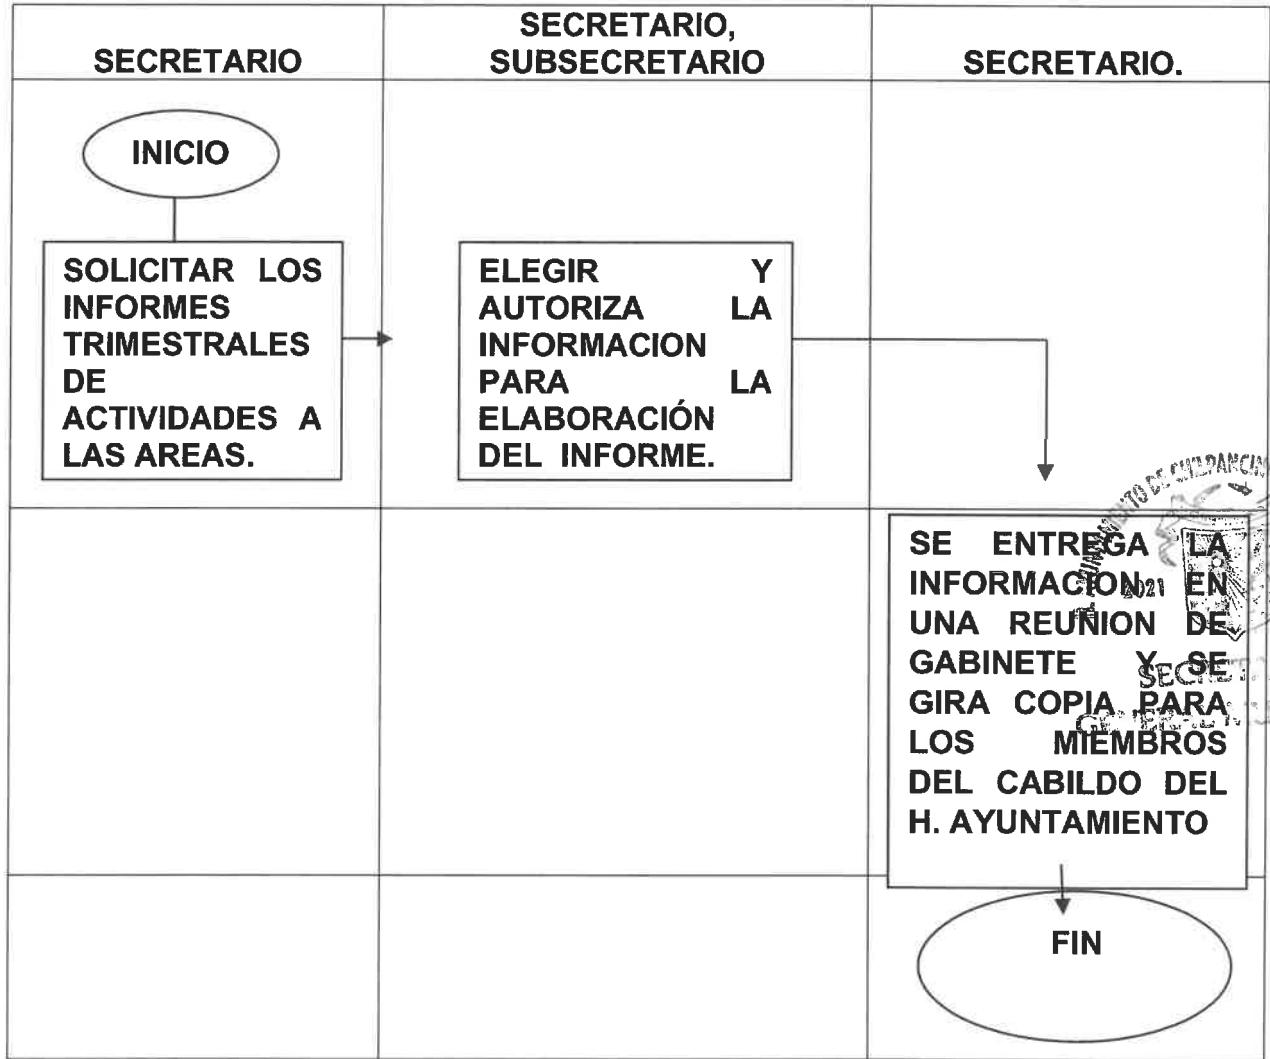 SECRETARIO
SECRETARIO,
SUBSECRETARIO
SECRETARIO.
INICIO
SOLICITAR LOS
INFORMES
TRIMESTRALES
DE
ACTIVIDADES A
LAS AREAS.
ELEGIR Y
AUTORIZA LA
INFORMACION
PARA LA
ELABORACIÓN
DEL INFORME.
SE ENTREGA LA
INFORMACION EN
UNA REUNION DE
GABINETE Y SE
GIRA COPIA PARA
LOS MIEMBROS
DEL CABILDO DEL
H. AYUNTAMIENTO
FIN
2021